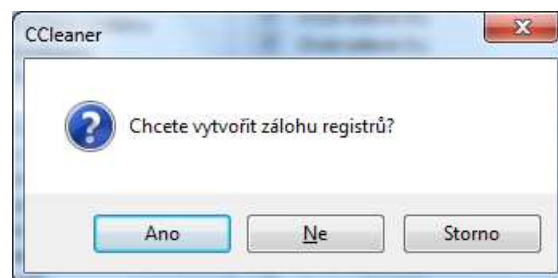 CCleaner
Chcete vytvořit zálohu registrů?
Ano
Ne
Storno